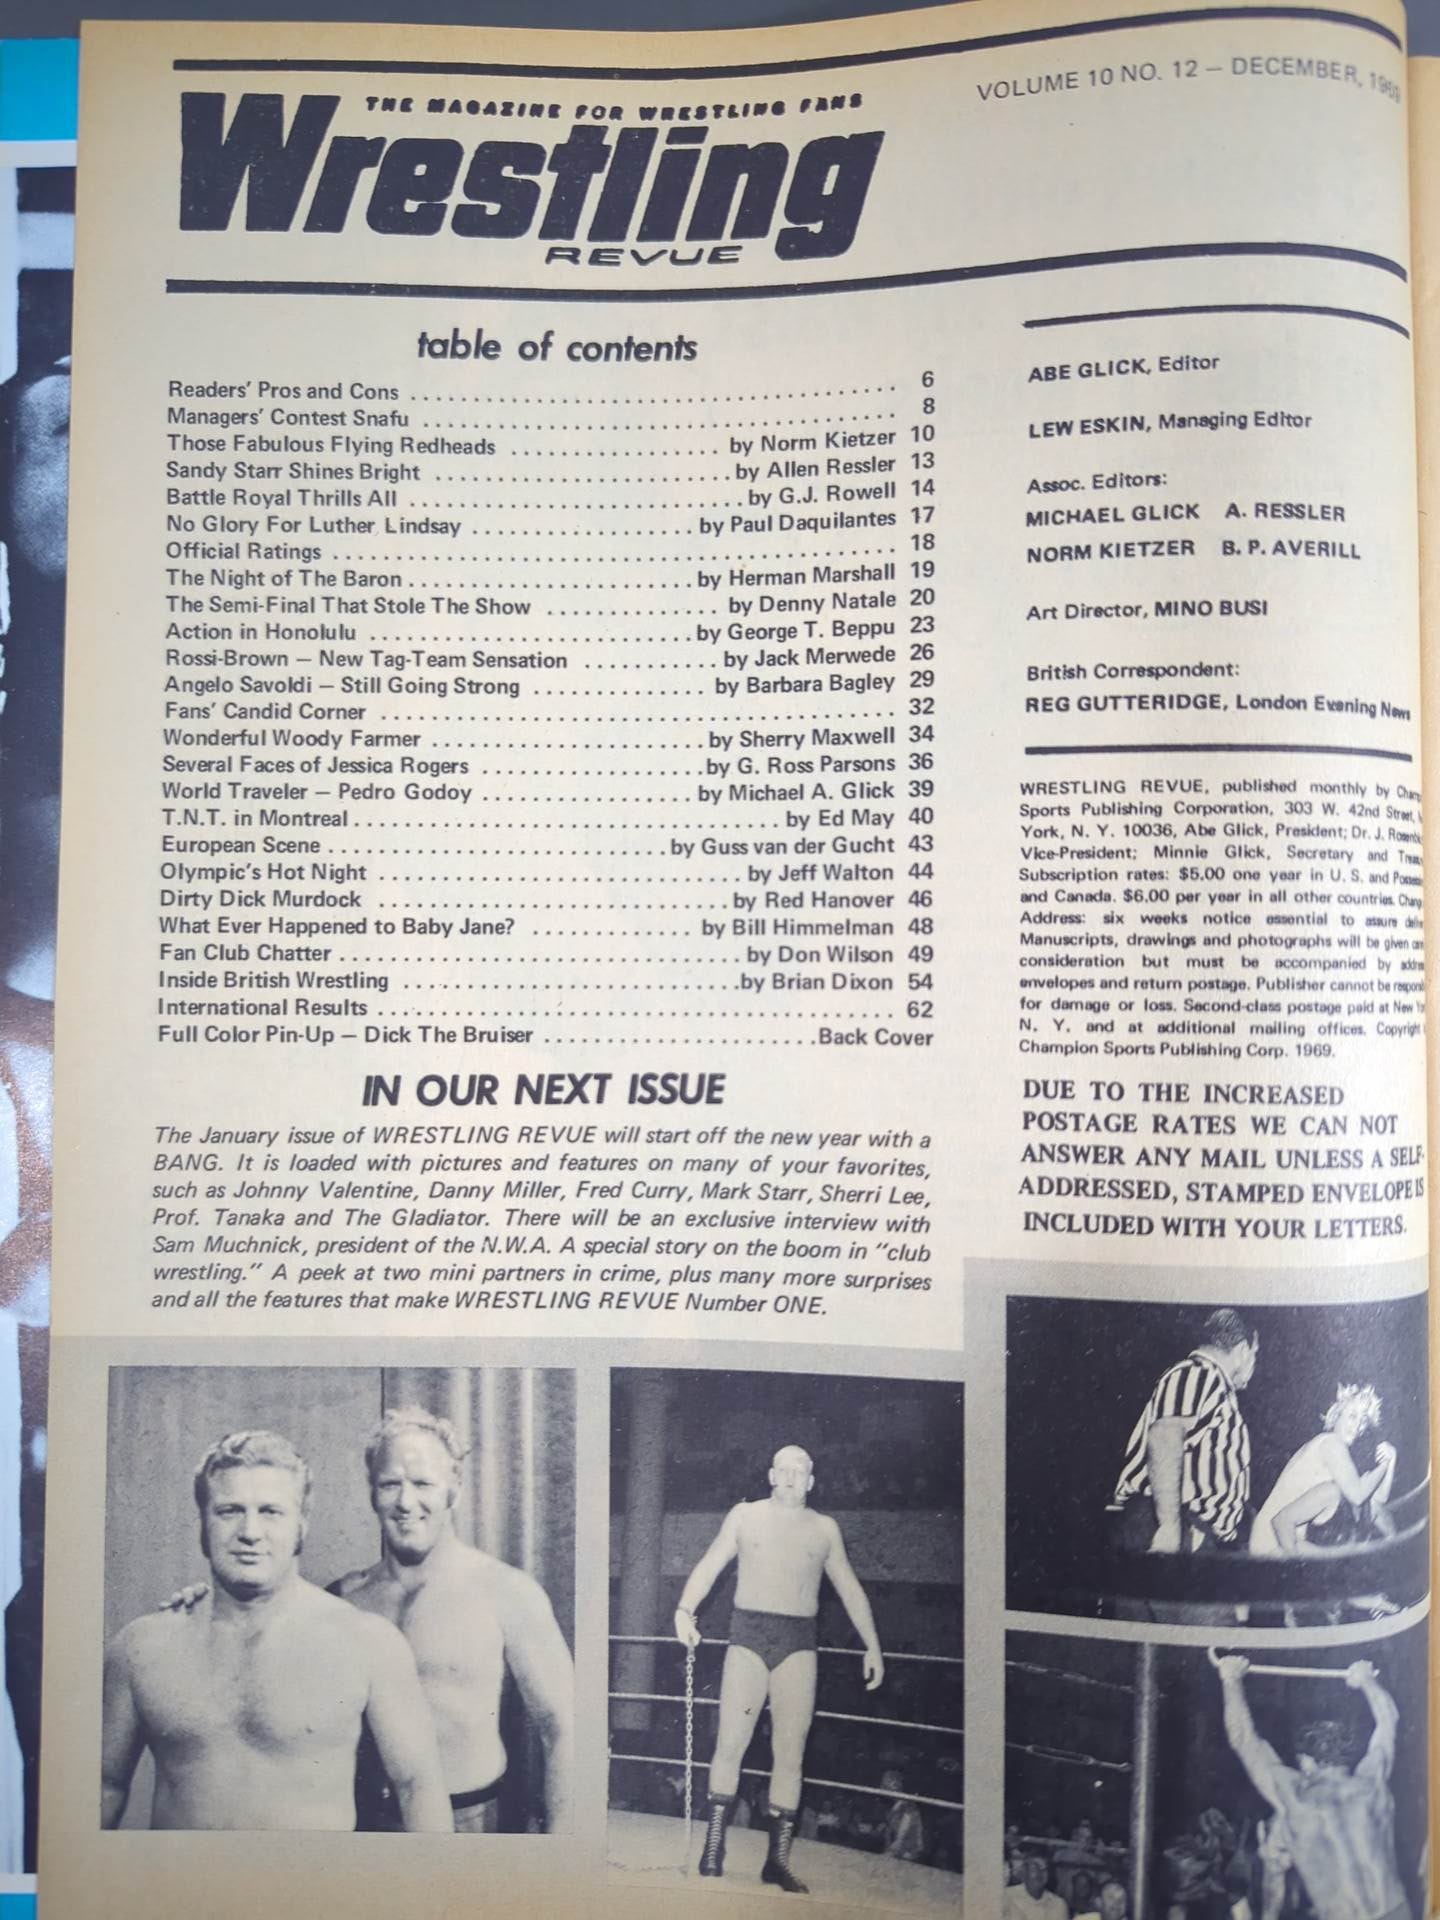 VOLUME 10 NO. 12 — DECEMBER, 1969
THE MAGAZINE FOR WRESTLING FANS
Wrestling
REVUE
table of contents
Readers' Pros and Cons ........ 6
Managers' Contest Snafu ........ 8
Those Fabulous Flying Redheads ........ by Norm Kietzer 10
Sandy Starr Shines Bright ........ by Allen Ressler 13
Battle Royal Thrills All ........ by G.J. Rowell 14
No Glory For Luther Lindsay ........ by Paul Daquilantes 17
Official Ratings ........ 18
The Night of The Baron ........ by Herman Marshall 19
The Semi-Final That Stole The Show ........ by Denny Natale 20
Action in Honolulu ........ by George T. Beppu 23
Rossi-Brown — New Tag-Team Sensation ........ by Jack Merwede 26
Angelo Savoldi — Still Going Strong ........ by Barbara Bagley 29
Fans' Candid Corner ........ 32
Wonderful Woody Farmer ........ by Sherry Maxwell 34
Several Faces of Jessica Rogers ........ by G. Ross Parsons 36
World Traveler — Pedro Godoy ........ by Michael A. Glick 39
T.N.T. in Montreal ........ by Ed May 40
European Scene ........ by Guss van der Gucht 43
Olympic's Hot Night ........ by Jeff Walton 44
Dirty Dick Murdock ........ by Red Hanover 46
What Ever Happened to Baby Jane? ........ by Bill Himmelman 48
Fan Club Chatter ........ by Don Wilson 49
Inside British Wrestling ........ by Brian Dixon 54
International Results ........ 62
Full Color Pin-Up — Dick The Bruiser ........ Back Cover
IN OUR NEXT ISSUE
The January issue of WRESTLING REVUE will start off the new year with a
BANG. It is loaded with pictures and features on many of your favorites,
such as Johnny Valentine, Danny Miller, Fred Curry, Mark Starr, Sherri Lee,
Prof. Tanaka and The Gladiator. There will be an exclusive interview with
Sam Muchnick, president of the N.W.A. A special story on the boom in "club
wrestling." A peek at two mini partners in crime, plus many more surprises
and all the features that make WRESTLING REVUE Number ONE.
ABE GLICK, Editor
LEW ESKIN, Managing Editor
Assoc. Editors:
MICHAEL GLICK A. RESSLER
NORM KIETZER B. P. AVERILL
Art Director, MINO BUSI
British Correspondent:
REG GUTTERIDGE, London Evening News
WRESTLING REVUE, published monthly by
Sports Publishing Corporation, 303 W. 42nd Street,
York, N. Y. 10036, Abe Glick, President; Dr. J.
Vice-President; Minnie Glick, Secretary and
Subscription rates: $5.00 one year in U. S. and
and Canada. $6.00 per year in all other countries.
Address: six weeks notice essential to assure
Manuscripts, drawings and photographs will be given
consideration but must be accompanied by
envelopes and return postage. Publisher cannot be
for damage or loss. Second-class postage paid at New
N. Y. and at additional mailing offices. Copyright
Champion Sports Publishing Corp. 1969.
DUE TO THE INCREASED
POSTAGE RATES WE CAN NOT
ANSWER ANY MAIL UNLESS A SELF-
ADDRESSED, STAMPED ENVELOPE IS
INCLUDED WITH YOUR LETTERS.